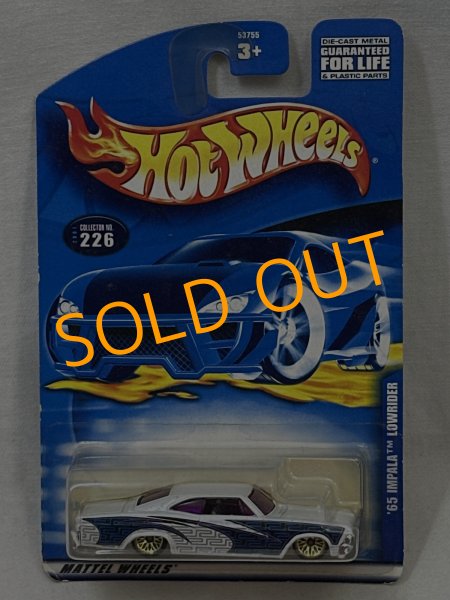 53755
3+
DIE-CAST METAL
GUARANTEED
FOR LIFE
& PLASTIC PARTS
HOT WHEELS®
COLLECTOR NO.
226
SOLD OUT
'65 IMPALA™ LOWRIDER
MATTEL WHEELS